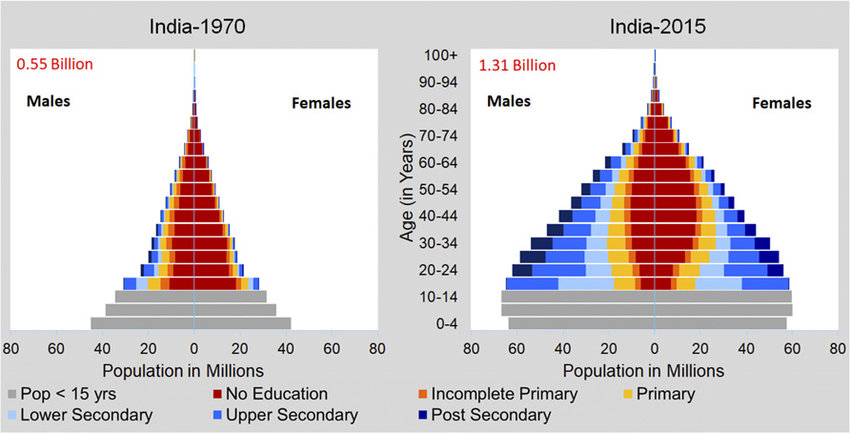 India-1970
0.55 Billion
Males
Females
80 60 40 20 0 20 40 60 80
Population in Millions
India-2015
1.31 Billion
Males
Females
Age (in Years)
100+
90-94
80-84
70-74
60-64
50-54
40-44
30-34
20-24
10-14
0-4
80 60 40 20 0 20 40 60 80
Population in Millions
Pop < 15 yrs
No Education
Incomplete Primary
Primary
Lower Secondary
Upper Secondary
Post Secondary